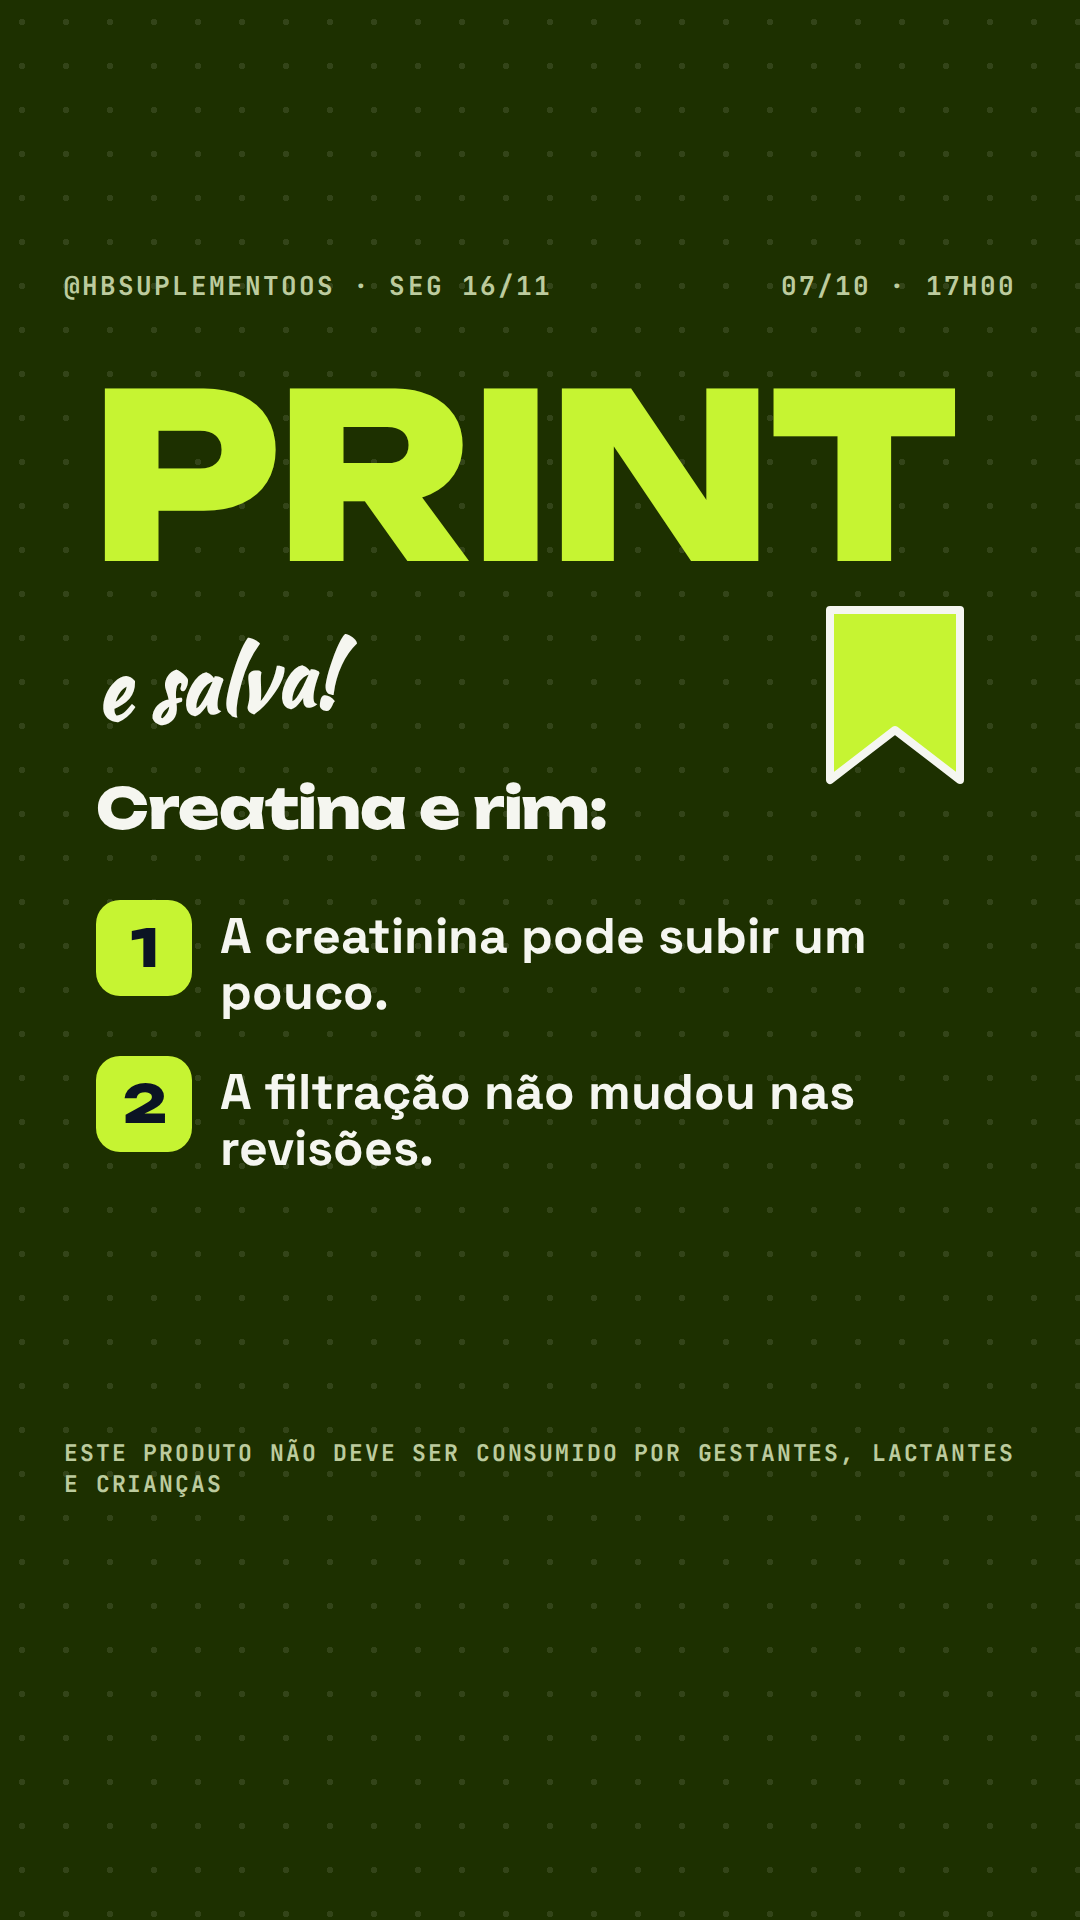 @HBSUPLEMENTOOS · SEG 16/11
07/10 · 17H00
PRINT
e salva!
Creatina e rim:
1
A creatinina pode subir um
pouco.
2
A filtração não mudou nas
revisões.
ESTE PRODUTO NÃO DEVE SER CONSUMIDO POR GESTANTES, LACTANTES
E CRIANÇAS